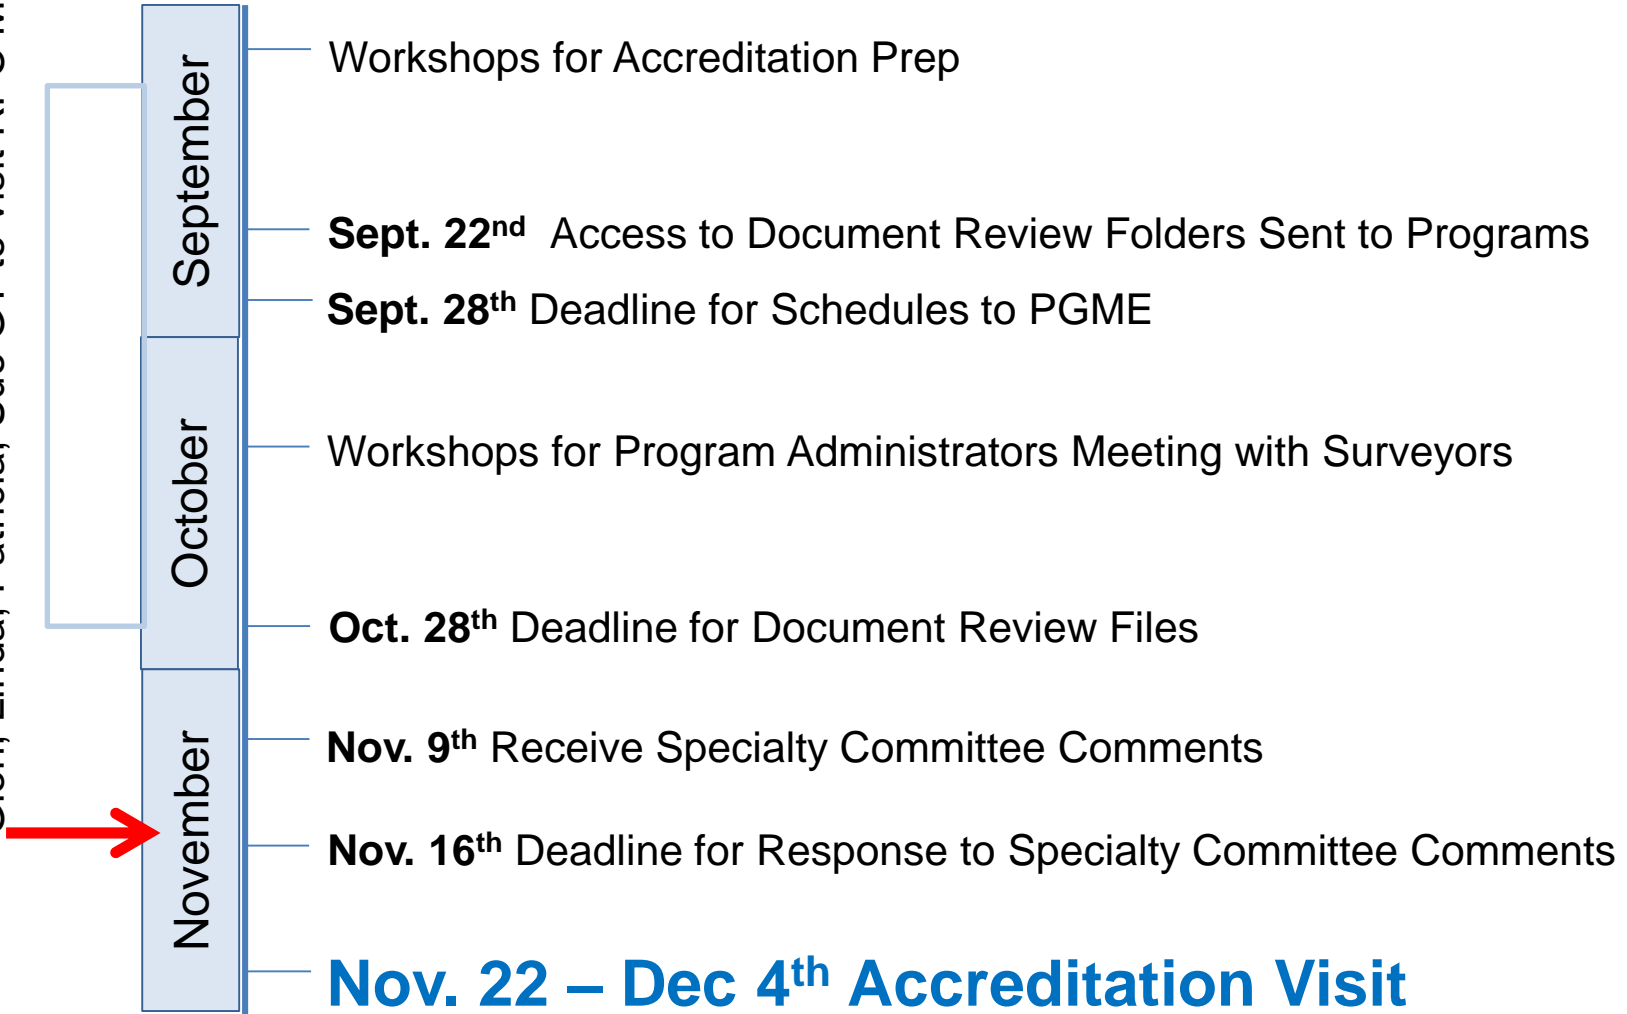 September
Workshops for Accreditation Prep
Sept. 22nd Access to Document Review Folders Sent to Programs
Sept. 28th Deadline for Schedules to PGME
October
Workshops for Program Administrators Meeting with Surveyors
Oct. 28th Deadline for Document Review Files
November
Nov. 9th Receive Specialty Committee Comments
Nov. 16th Deadline for Response to Specialty Committee Comments
Nov. 22 – Dec 4th Accreditation Visit